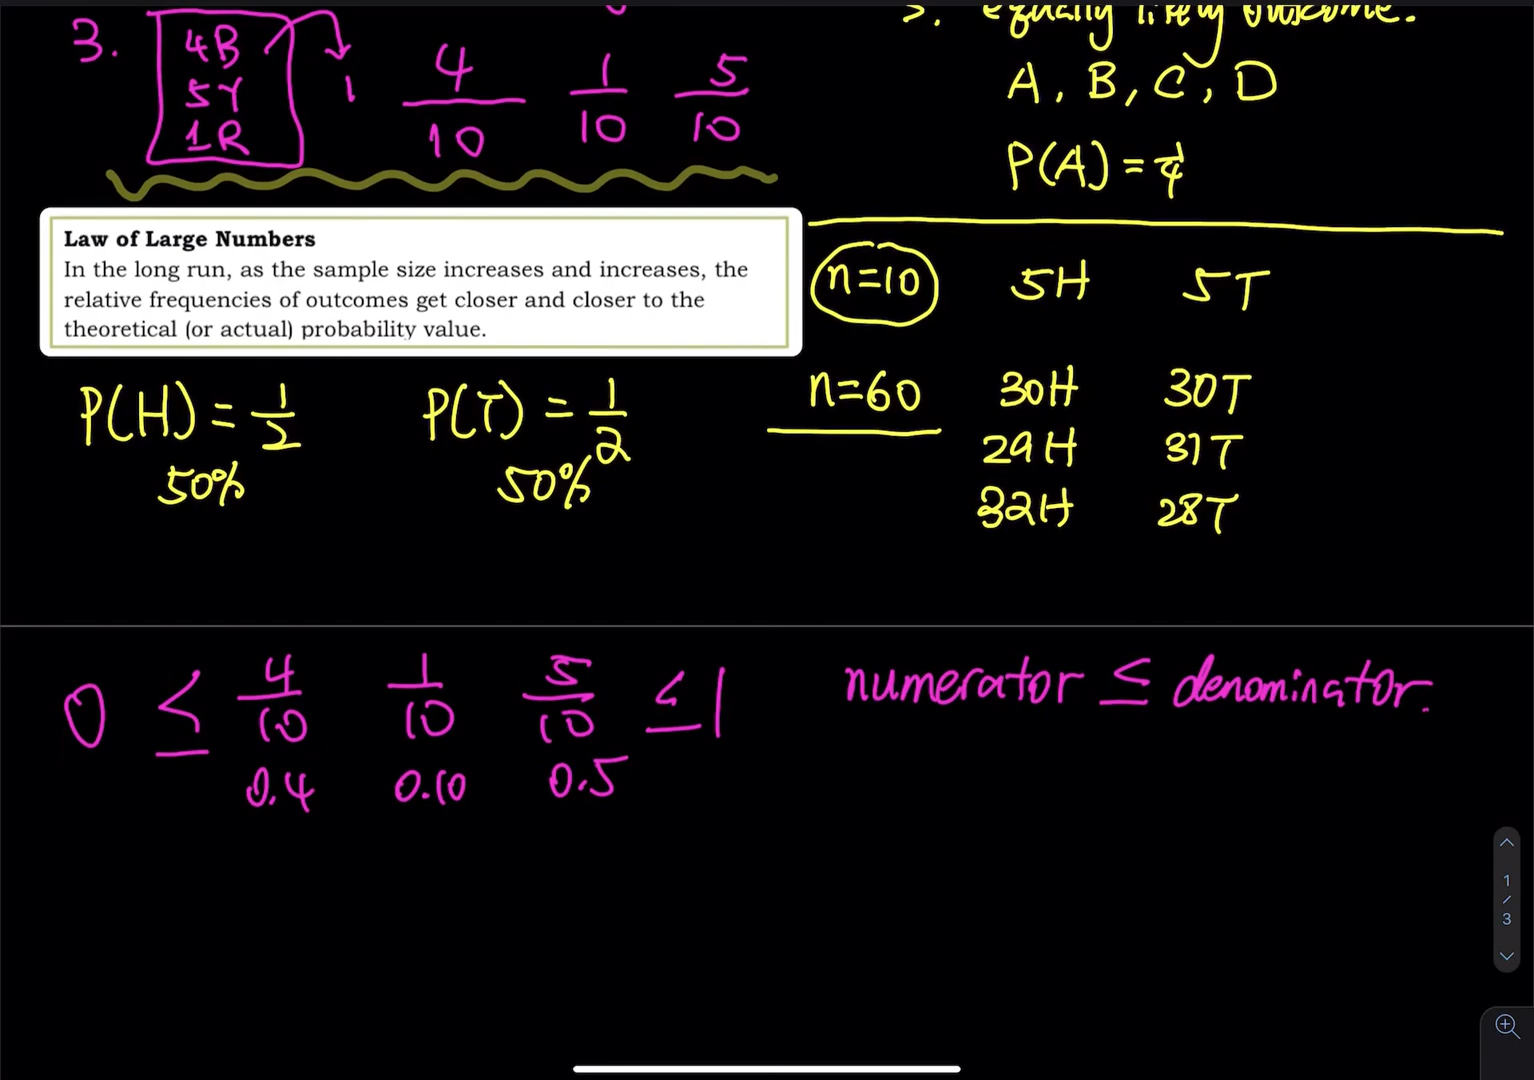 3. 4B 1 4/10 1/10 5/10
5Y
1R
3. equally likely outcome.
A, B, C, D
P(A) = 1/4
Law of Large Numbers
In the long run, as the sample size increases and increases, the
relative frequencies of outcomes get closer and closer to the
theoretical (or actual) probability value.
P(H) = 1/2 P(T) = 1/2
50% 50%
n=10 5H 5T
n=60 30H 30T
29H 31T
32H 28T
0 ≤ 4/10 1/10 5/10 ≤ 1
0.4 0.10 0.5
numerator ≤ denominator.
1
/
3